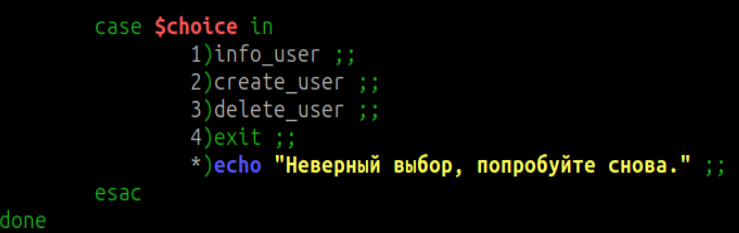 case $choice in
1)info_user ;;
2)create_user ;;
3)delete_user ;;
4)exit ;;
*)echo "Неверный выбор, попробуйте снова." ;;
esac
done